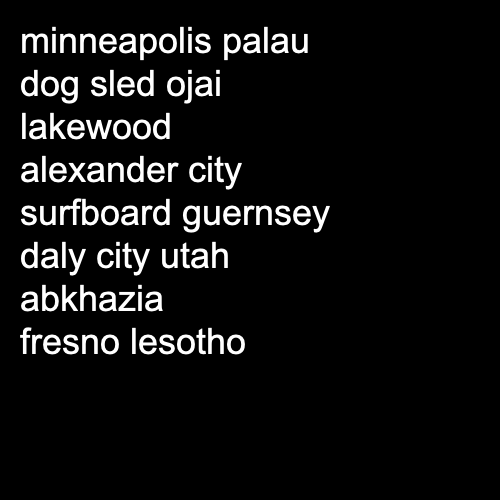 minneapolis palau
dog sled ojai
lakewood
alexander city
surfboard guernsey
daly city utah
abkhazia
fresno lesotho